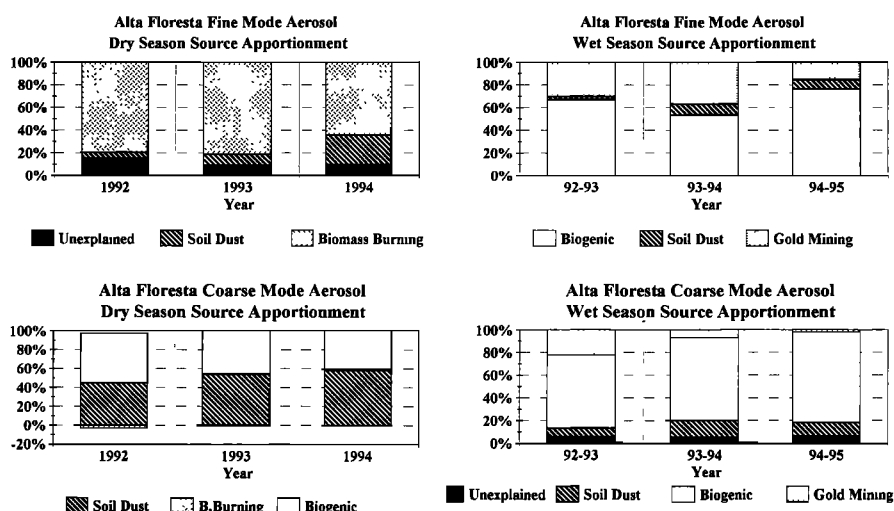 Alta Floresta Fine Mode Aerosol
Dry Season Source Apportionment
100%
80%
60%
40%
20%
0%
1992 1993 1994
Year
Unexplained Soil Dust Biomass Burning
Alta Floresta Fine Mode Aerosol
Wet Season Source Apportionment
100%
80%
60%
40%
20%
0%
92-93 93-94 94-95
Year
Biogenic Soil Dust Gold Mining
Alta Floresta Coarse Mode Aerosol
Dry Season Source Apportionment
100%
80%
60%
40%
20%
0%
-20%
1992 1993 1994
Year
Soil Dust B.Burning Biogenic
Alta Floresta Coarse Mode Aerosol
Wet Season Source Apportionment
100%
80%
60%
40%
20%
0%
92-93 93-94 94-95
Year
Unexplained Soil Dust Biogenic Gold Mining